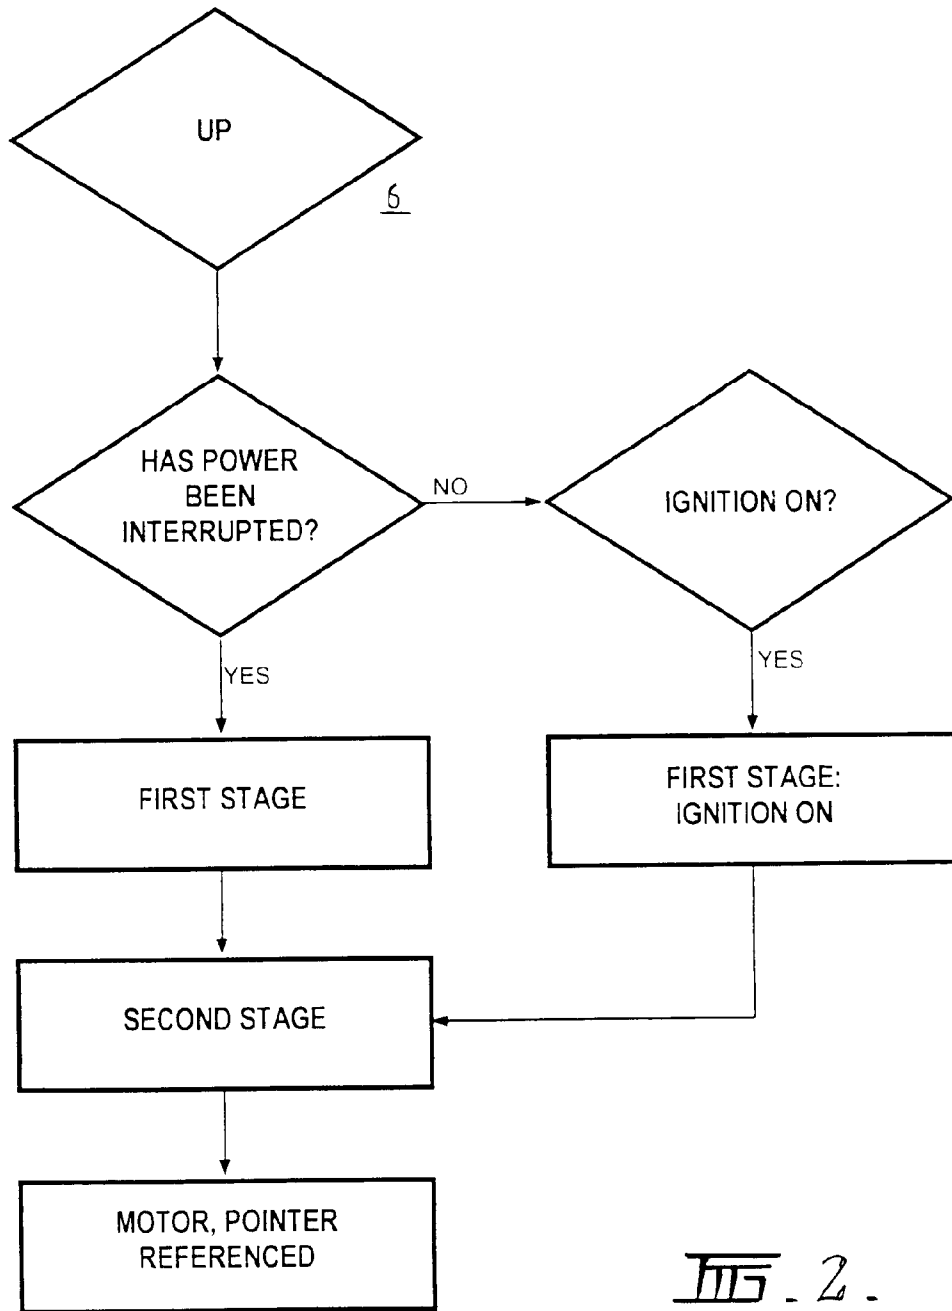 UP
6
HAS POWER
BEEN
INTERRUPTED?
NO
IGNITION ON?
YES
YES
FIRST STAGE
FIRST STAGE:
IGNITION ON
SECOND STAGE
MOTOR, POINTER
REFERENCED
FIG. 2.